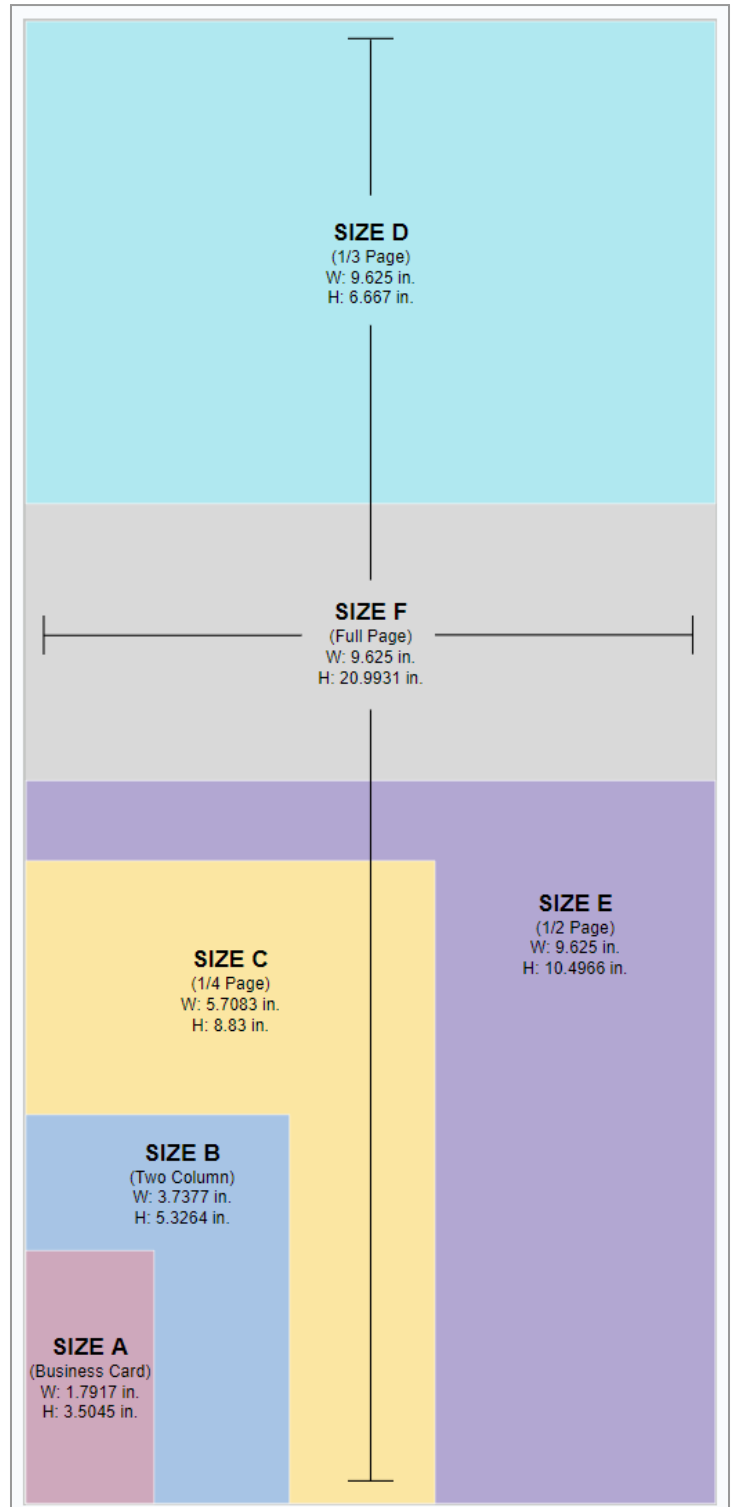 SIZE D
(1/3 Page)
W: 9.625 in.
H: 6.667 in.
SIZE F
(Full Page)
W: 9.625 in.
H: 20.9931 in.
SIZE E
(1/2 Page)
W: 9.625 in.
H: 10.4966 in.
SIZE C
(1/4 Page)
W: 5.7083 in.
H: 8.83 in.
SIZE B
(Two Column)
W: 3.7377 in.
H: 5.3264 in.
SIZE A
(Business Card)
W: 1.7917 in.
H: 3.5045 in.